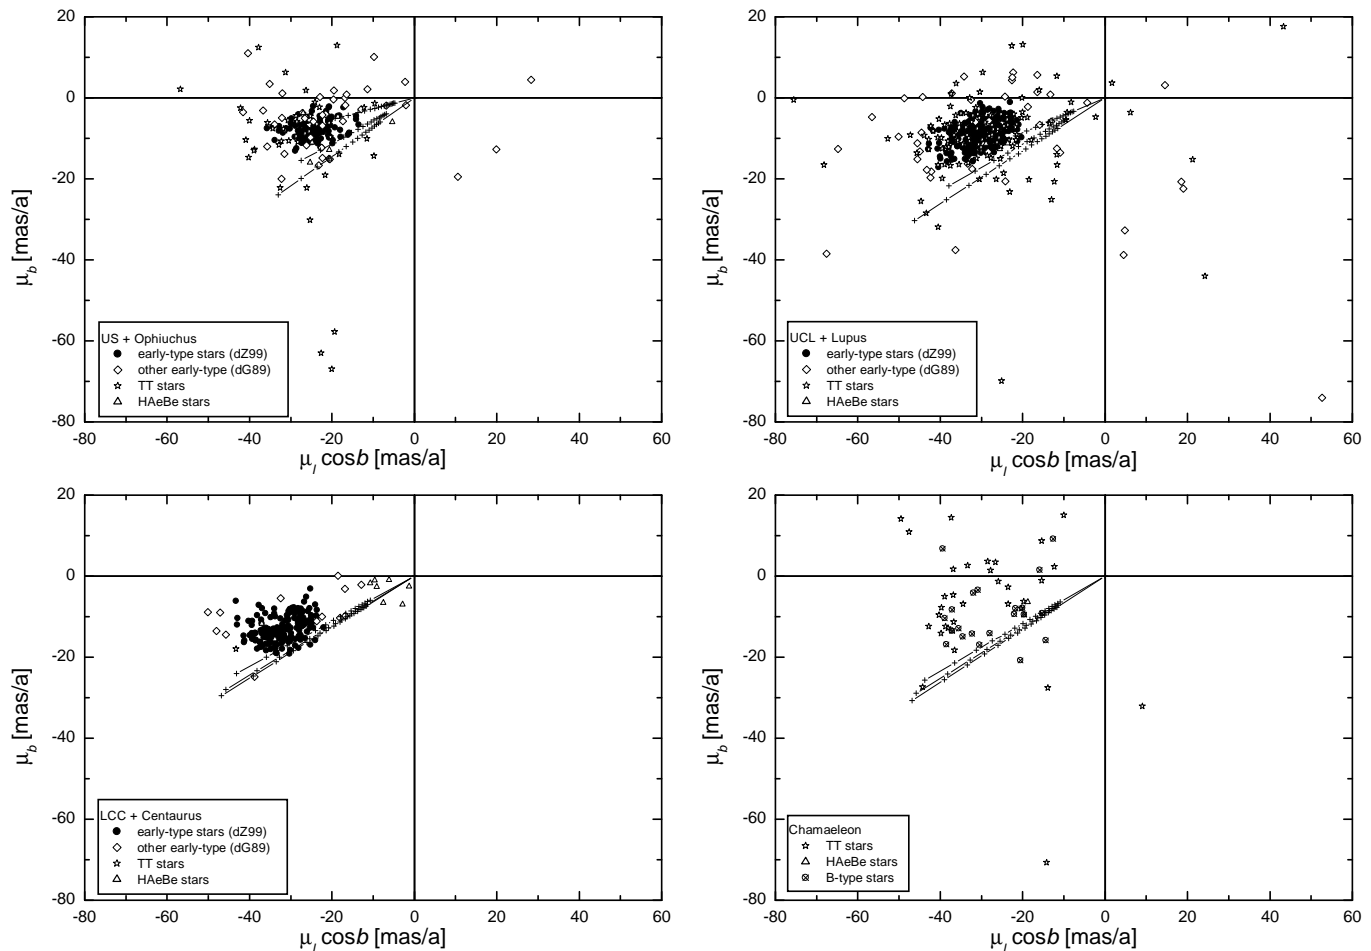 20
0
-20
-40
-60
-80
-80 -60 -40 -20 0 20 40 60
μb [mas/a]
μl cosb [mas/a]
US + Ophiuchus
early-type stars (dZ99)
other early-type (dG89)
TT stars
HAeBe stars
20
0
-20
-40
-60
-80
-80 -60 -40 -20 0 20 40 60
μb [mas/a]
μl cosb [mas/a]
UCL + Lupus
early-type stars (dZ99)
other early-type (dG89)
TT stars
HAeBe stars
20
0
-20
-40
-60
-80
-80 -60 -40 -20 0 20 40 60
μb [mas/a]
μl cosb [mas/a]
LCC + Centaurus
early-type stars (dZ99)
other early-type (dG89)
TT stars
HAeBe stars
20
0
-20
-40
-60
-80
-80 -60 -40 -20 0 20 40 60
μb [mas/a]
μl cosb [mas/a]
Chamaeleon
TT stars
HAeBe stars
B-type stars